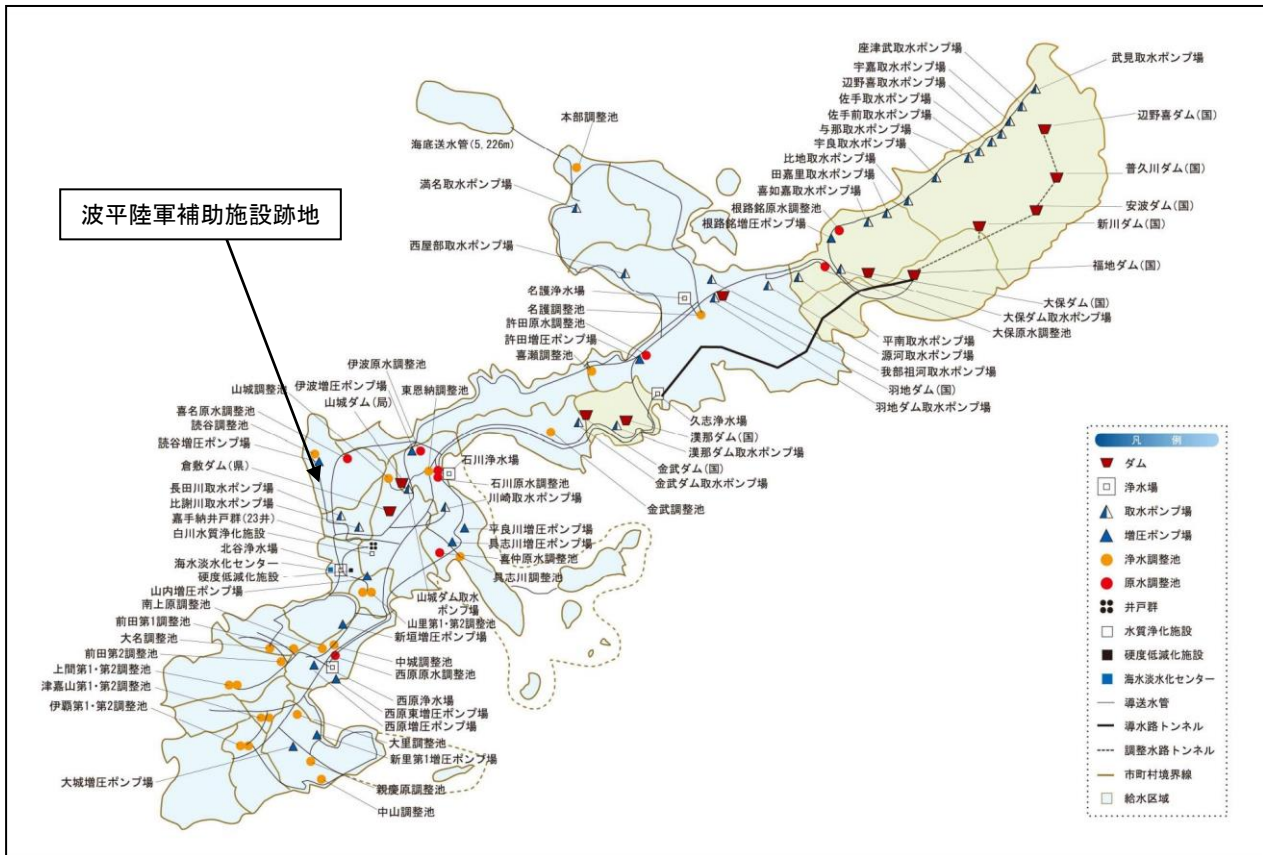 座津武取水ポンプ場
宇嘉取水ポンプ場
辺野喜取水ポンプ場
佐手取水ポンプ場
佐手前取水ポンプ場
与那取水ポンプ場
宇良取水ポンプ場
比地取水ポンプ場
田嘉里取水ポンプ場
喜如嘉取水ポンプ場
根路銘原水調整池
根路銘増圧ポンプ場
武見取水ポンプ場
辺野喜ダム(国)
普久川ダム(国)
安波ダム(国)
新川ダム(国)
福地ダム(国)
大保ダム(国)
大保ダム取水ポンプ場
大保原水調整池
本部調整池
海底送水管(5,226m)
満名取水ポンプ場
波平陸軍補助施設跡地
西屋部取水ポンプ場
名護浄水場
名護調整池
許田原水調整池
許田増圧ポンプ場
喜瀬調整池
平南取水ポンプ場
源河取水ポンプ場
我部祖河取水ポンプ場
羽地ダム(国)
羽地ダム取水ポンプ場
久志浄水場
漢那ダム(国)
漢那ダム取水ポンプ場
金武ダム(国)
金武ダム取水ポンプ場
金武調整池
伊波原水調整池
伊波増圧ポンプ場
東恩納調整池
山城調整池
山城ダム(局)
喜名原水調整池
読谷調整池
読谷増圧ポンプ場
倉敷ダム(県)
長田川取水ポンプ場
比謝川取水ポンプ場
嘉手納井戸群(23井)
白川水質浄化施設
北谷浄水場
海水淡水化センター
硬度低減化施設
山内増圧ポンプ場
南上原調整池
前田第1調整池
大名調整池
前田第2調整池
上間第1・第2調整池
津嘉山第1・第2調整池
伊覇第1・第2調整池
大城増圧ポンプ場
石川浄水場
石川原水調整池
川崎取水ポンプ場
平良川増圧ポンプ場
具志川増圧ポンプ場
喜仲原水調整池
具志川調整池
山城ダム取水
ポンプ場
山里第1・第2調整池
新垣増圧ポンプ場
中城調整池
西原原水調整池
西原浄水場
西原東増圧ポンプ場
西原増圧ポンプ場
大里調整池
新里第1増圧ポンプ場
親慶原調整池
中山調整池
凡 例
ダム
浄水場
取水ポンプ場
増圧ポンプ場
浄水調整池
原水調整池
井戸群
水質浄化施設
硬度低減化施設
海水淡水化センター
導送水管
導水路トンネル
調整水路トンネル
市町村境界線
給水区域